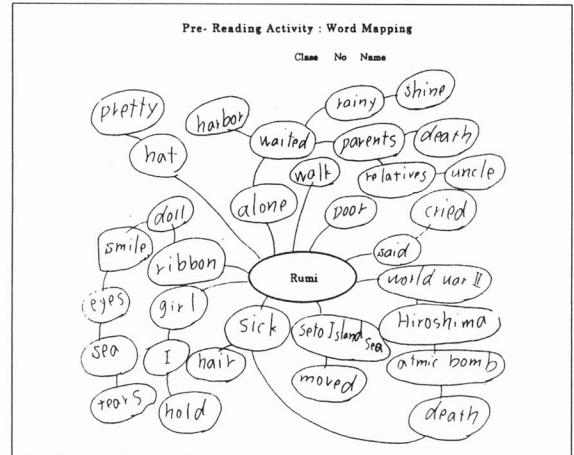 Pre- Reading Activity : Word Mapping
Class No Name
pretty
hat
harbor
waited
rainy
shine
parents
death
relatives
uncle
walk
alone
poor
cried
said
doll
smile
ribbon
eyes
girl
sea
tears
I
hold
Rumi
sick
hair
Seto Island Sea
moved
world war II
Hiroshima
atmic bomb
death